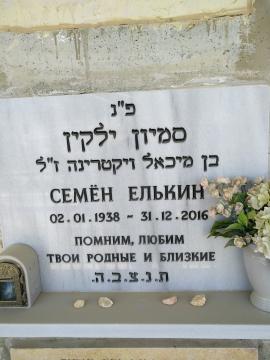 פ"נ
סמיון ילקין
בן מיכאל ויקטרינה ז"ל
СЕМЁН ЕЛЬКИН
02.01.1938 ~ 31.12.2016
ПОМНИМ, ЛЮБИМ
ТВОИ РОДНЫЕ И БЛИЗКИЕ
ת.נ.צ.ב.ה.